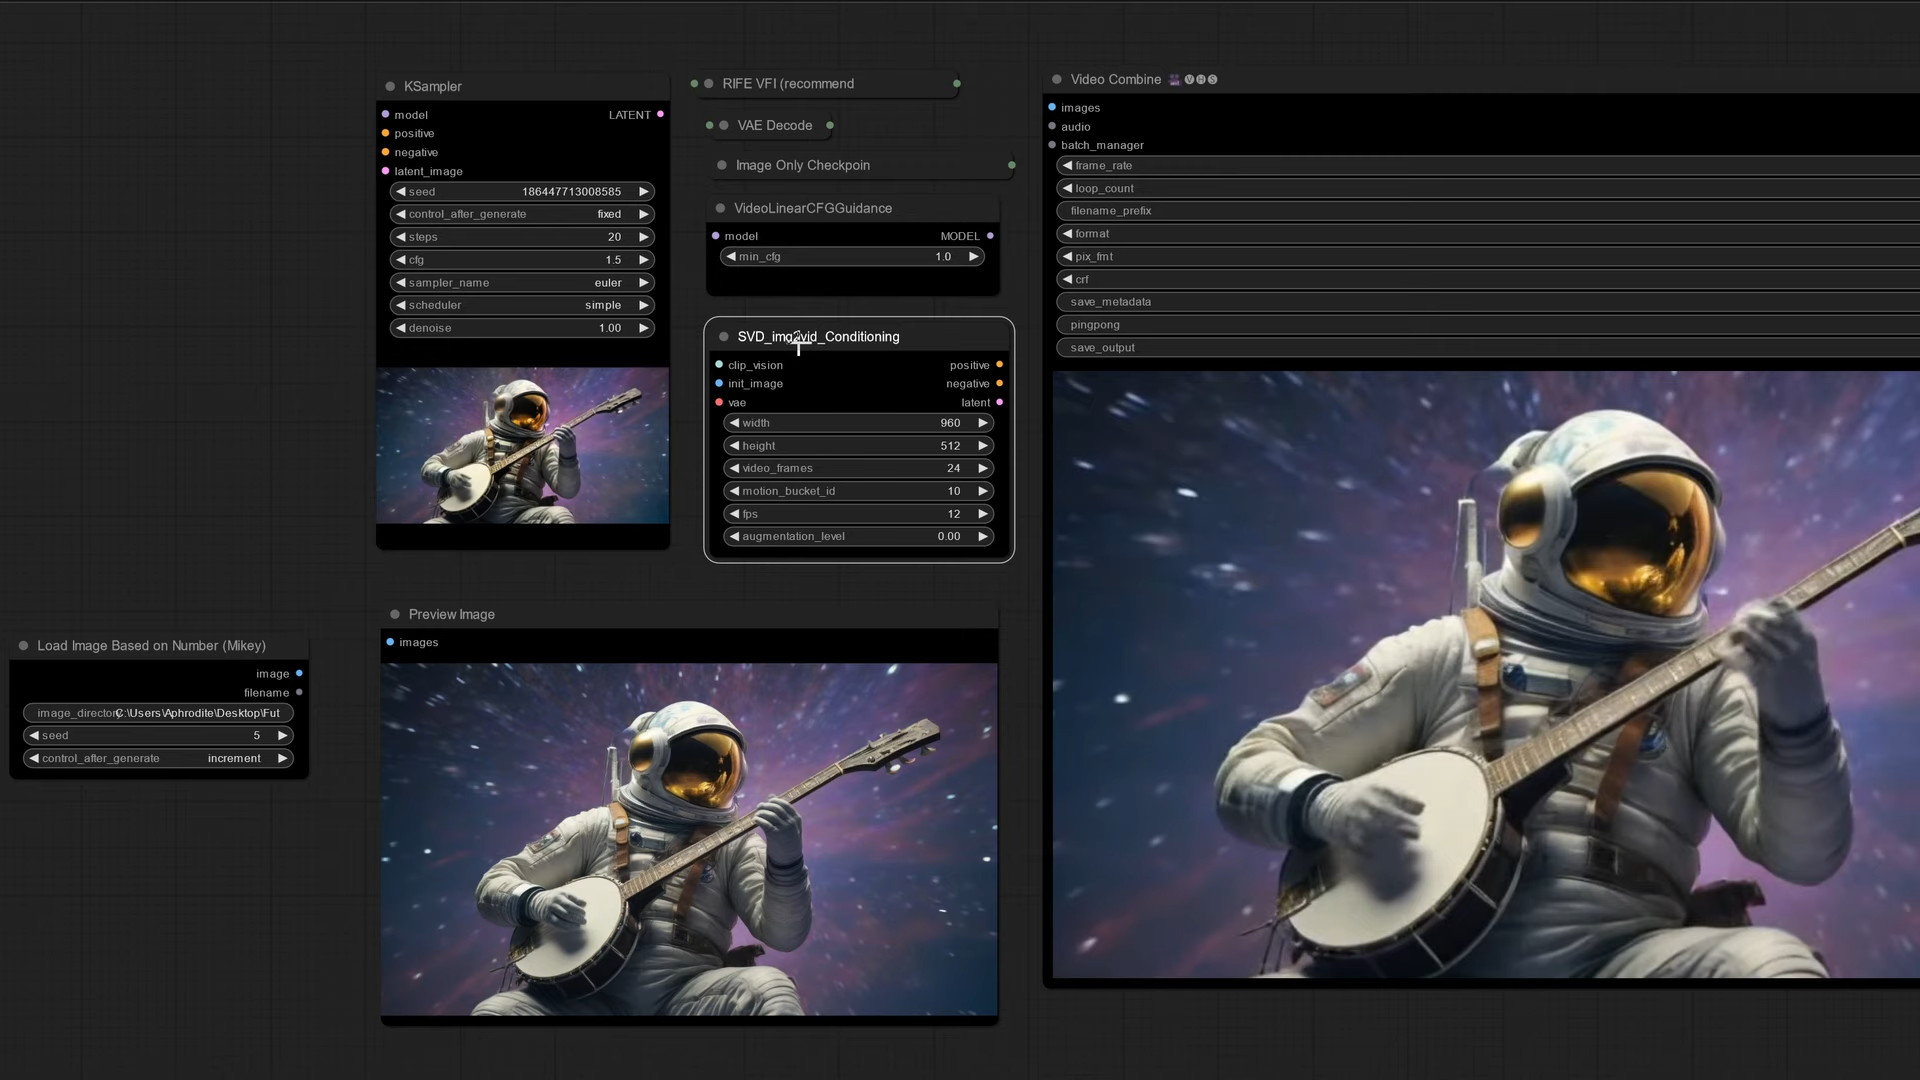 KSampler
model LATENT
positive
negative
latent_image
seed 186447713008585
control_after_generate fixed
steps 20
cfg 1.5
sampler_name euler
scheduler simple
denoise 1.00
RIFE VFI (recommend
VAE Decode
Image Only Checkpoin
VideoLinearCFGGuidance
model MODEL
min_cfg 1.0
SVD_img2vid_Conditioning
clip_vision positive
init_image negative
vae latent
width 960
height 512
video_frames 24
motion_bucket_id 10
fps 12
augmentation_level 0.00
Video Combine 🅥🅗🅢
images
audio
batch_manager
frame_rate
loop_count
filename_prefix
format
pix_fmt
crf
save_metadata
pingpong
save_output
Load Image Based on Number (Mikey)
image
filename
image_directory C:\Users\Aphrodite\Desktop\Fut
seed 5
control_after_generate increment
Preview Image
images